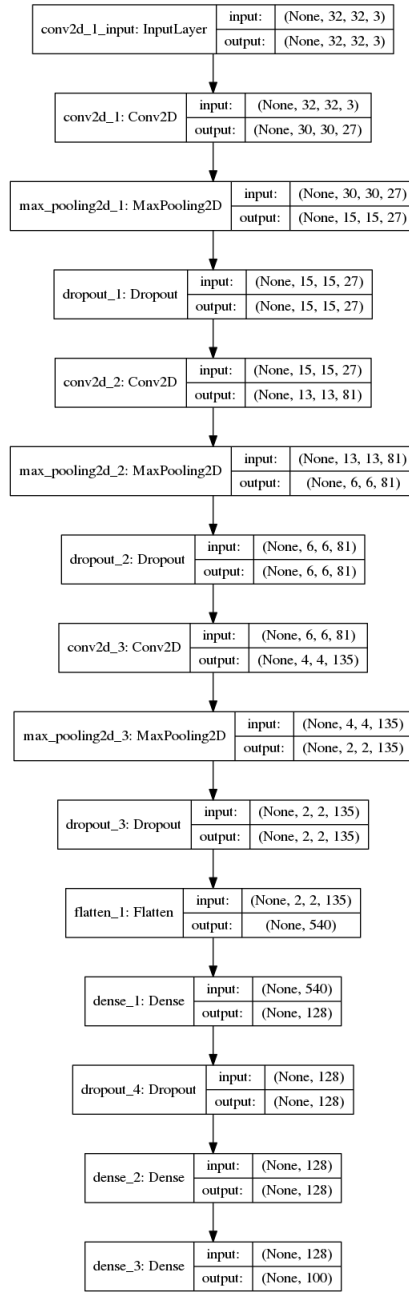 conv2d_1_input: InputLayer
input: (None, 32, 32, 3)
output: (None, 32, 32, 3)
conv2d_1: Conv2D
input: (None, 32, 32, 3)
output: (None, 30, 30, 27)
max_pooling2d_1: MaxPooling2D
input: (None, 30, 30, 27)
output: (None, 15, 15, 27)
dropout_1: Dropout
input: (None, 15, 15, 27)
output: (None, 15, 15, 27)
conv2d_2: Conv2D
input: (None, 15, 15, 27)
output: (None, 13, 13, 81)
max_pooling2d_2: MaxPooling2D
input: (None, 13, 13, 81)
output: (None, 6, 6, 81)
dropout_2: Dropout
input: (None, 6, 6, 81)
output: (None, 6, 6, 81)
conv2d_3: Conv2D
input: (None, 6, 6, 81)
output: (None, 4, 4, 135)
max_pooling2d_3: MaxPooling2D
input: (None, 4, 4, 135)
output: (None, 2, 2, 135)
dropout_3: Dropout
input: (None, 2, 2, 135)
output: (None, 2, 2, 135)
flatten_1: Flatten
input: (None, 2, 2, 135)
output: (None, 540)
dense_1: Dense
input: (None, 540)
output: (None, 128)
dropout_4: Dropout
input: (None, 128)
output: (None, 128)
dense_2: Dense
input: (None, 128)
output: (None, 128)
dense_3: Dense
input: (None, 128)
output: (None, 100)